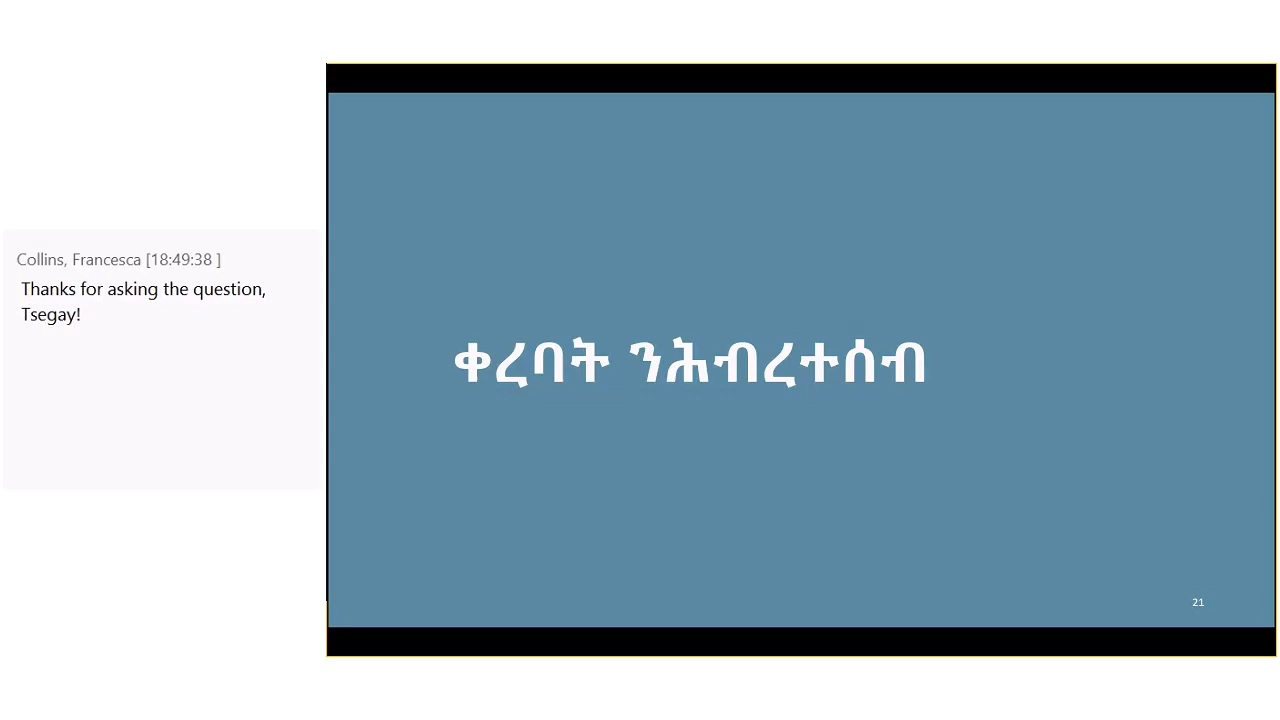 Collins, Francesca [18:49:38 ]
Thanks for asking the question,
Tsegay!
ቀረባት ንሕብረተሰብ
21